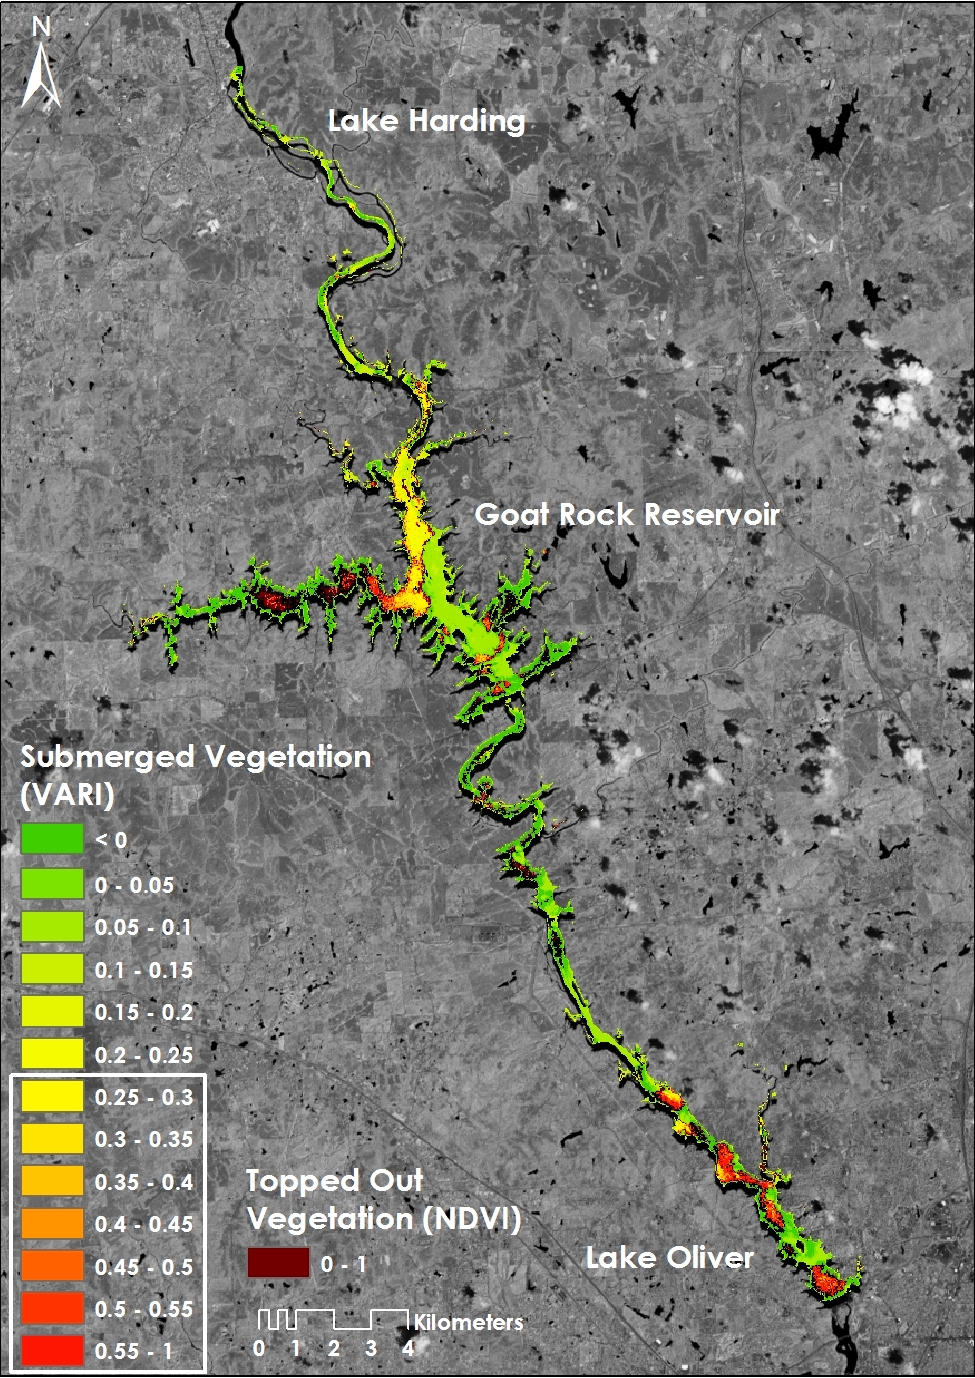 N
Lake Harding
Goat Rock Reservoir
Submerged Vegetation
(VARI)
< 0
0 - 0.05
0.05 - 0.1
0.1 - 0.15
0.15 - 0.2
0.2 - 0.25
0.25 - 0.3
0.3 - 0.35
0.35 - 0.4
0.4 - 0.45
0.45 - 0.5
0.5 - 0.55
0.55 - 1
Topped Out
Vegetation (NDVI)
0 - 1
Lake Oliver
Kilometers
0 1 2 3 4